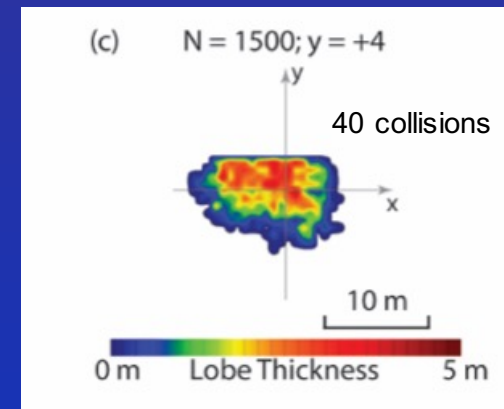 (c) N = 1500; y = +4
y
40 collisions
x
10 m
0 m Lobe Thickness 5 m